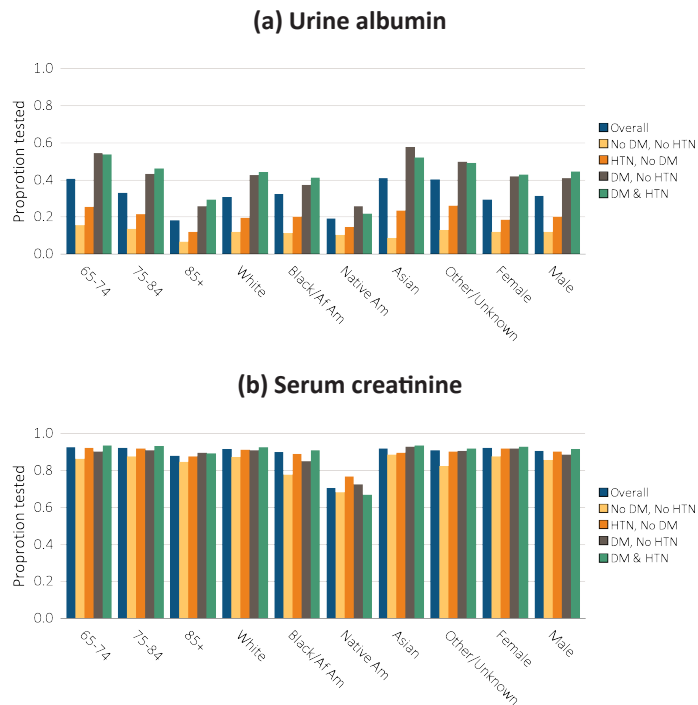 (a) Urine albumin
1.0
0.8
0.6
0.4
0.2
0.0
Proprotion tested
65-74
75-84
85+
White
Black/Af Am
Native Am
Asian
Other/Unknown
Female
Male
Overall
No DM, No HTN
HTN, No DM
DM, No HTN
DM & HTN
(b) Serum creatinine
1.0
0.8
0.6
0.4
0.2
0.0
Proprotion tested
65-74
75-84
85+
White
Black/Af Am
Native Am
Asian
Other/Unknown
Female
Male
Overall
No DM, No HTN
HTN, No DM
DM, No HTN
DM & HTN